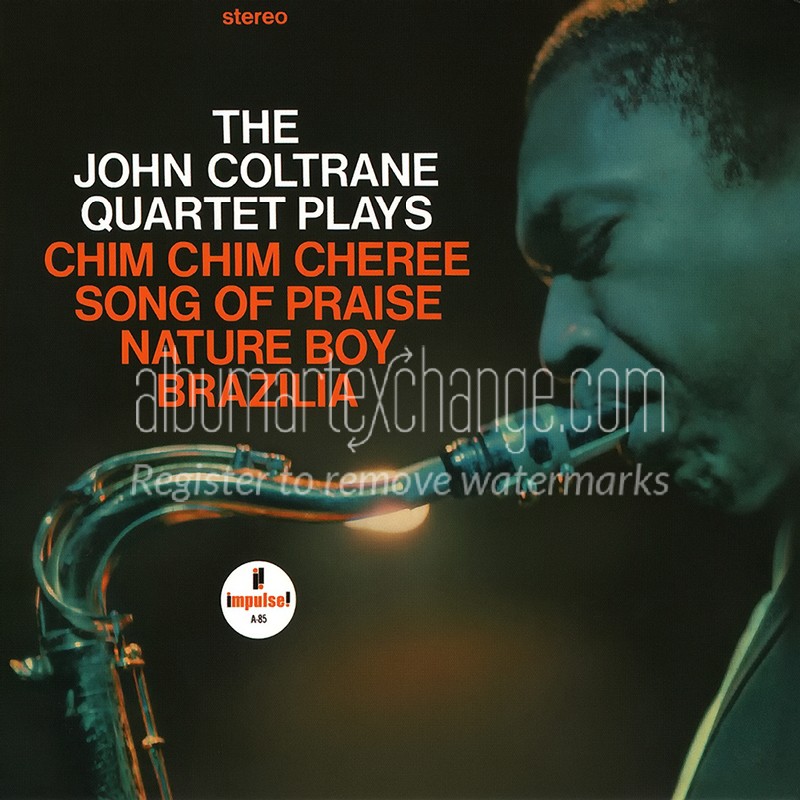 stereo
THE
JOHN COLTRANE
QUARTET PLAYS
CHIM CHIM CHEREE
SONG OF PRAISE
NATURE BOY
BRAZILIA
albumartexchange.com
Register to remove watermarks
impulse!
A-85